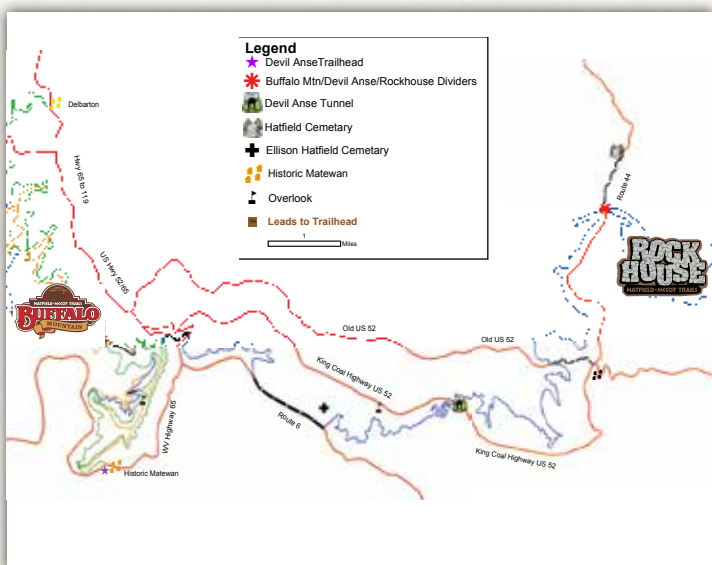 Legend
Devil AnseTrailhead
Buffalo Mtn/Devil Anse/Rockhouse Dividers
Devil Anse Tunnel
Hatfield Cemetary
Ellison Hatfield Cemetary
Historic Matewan
Overlook
Leads to Trailhead
1
Miles
Delbarton
Hwy 65 to 119
US Hwy 52/65
Route 44
ROCK
HOUSE
HATFIELD-McCOY TRAILS
HATFIELD-McCOY TRAILS
BUFFALO
MOUNTAIN
Old US 52
Old US 52
King Coal Highway US 52
WV Highway 65
Route 6
King Coal Highway US 52
Historic Matewan